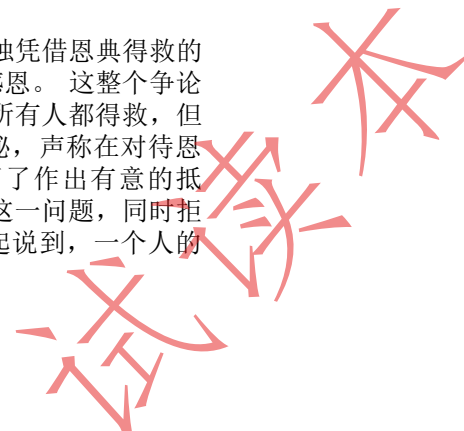 独凭借恩典得救的
恩。 这整个争论
所有人都得救，但
，声称在对待恩
了作出有意的抵
这一问题，同时拒
起说到，一个人的
试读本